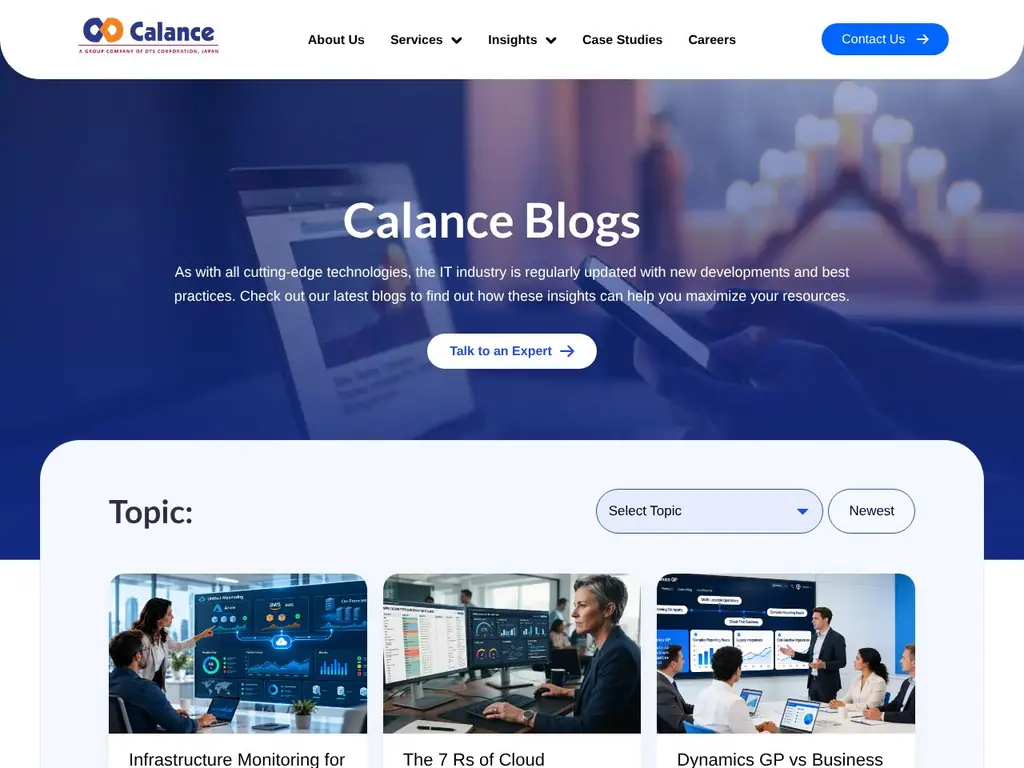 Calance
A GROUP COMPANY OF DTS CORPORATION, JAPAN
About Us
Services
Insights
Case Studies
Careers
Contact Us
Calance Blogs
As with all cutting-edge technologies, the IT industry is regularly updated with new developments and best
practices. Check out our latest blogs to find out how these insights can help you maximize your resources.
Talk to an Expert
Topic:
Select Topic
Newest
aws
Infrastructure Monitoring for
The 7 Rs of Cloud
Dynamics GP vs Business